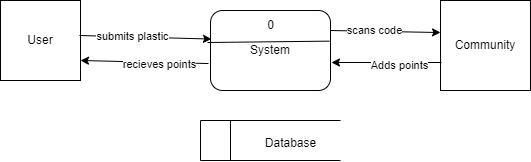 0
submits plastic
scans code
User
System
Community
recieves points
Adds points
Database